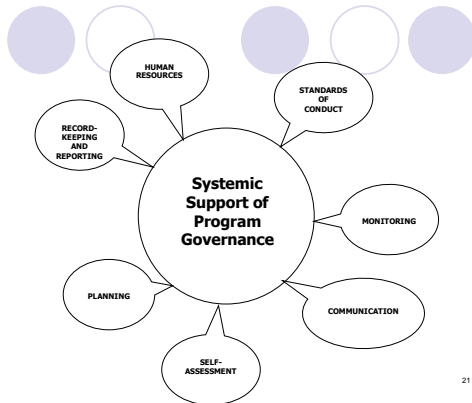 HUMAN
RESOURCES
STANDARDS
OF
CONDUCT
RECORD-
KEEPING
AND
REPORTING
Systemic
Support of
Program
Governance
MONITORING
PLANNING
COMMUNICATION
SELF-
ASSESSMENT
21